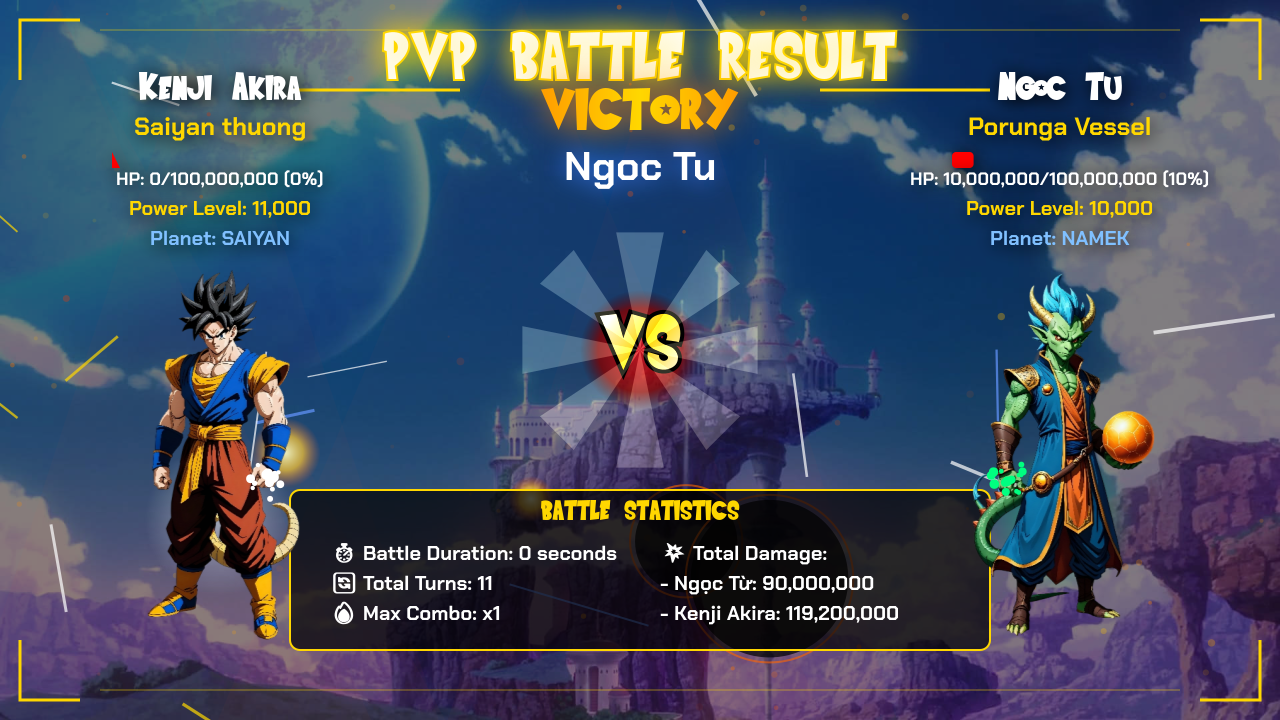 PVP BATTLE RESULT
VICTORY
Ngoc Tu
Kenji Akira
Saiyan thuong
HP: 0/100,000,000 (0%)
Power Level: 11,000
Planet: SAIYAN
Ngoc Tu
Porunga Vessel
HP: 10,000,000/100,000,000 (10%)
Power Level: 10,000
Planet: NAMEK
VS
BATTLE STATISTICS
Battle Duration: 0 seconds
Total Turns: 11
Max Combo: x1
Total Damage:
- Ngọc Từ: 90,000,000
- Kenji Akira: 119,200,000